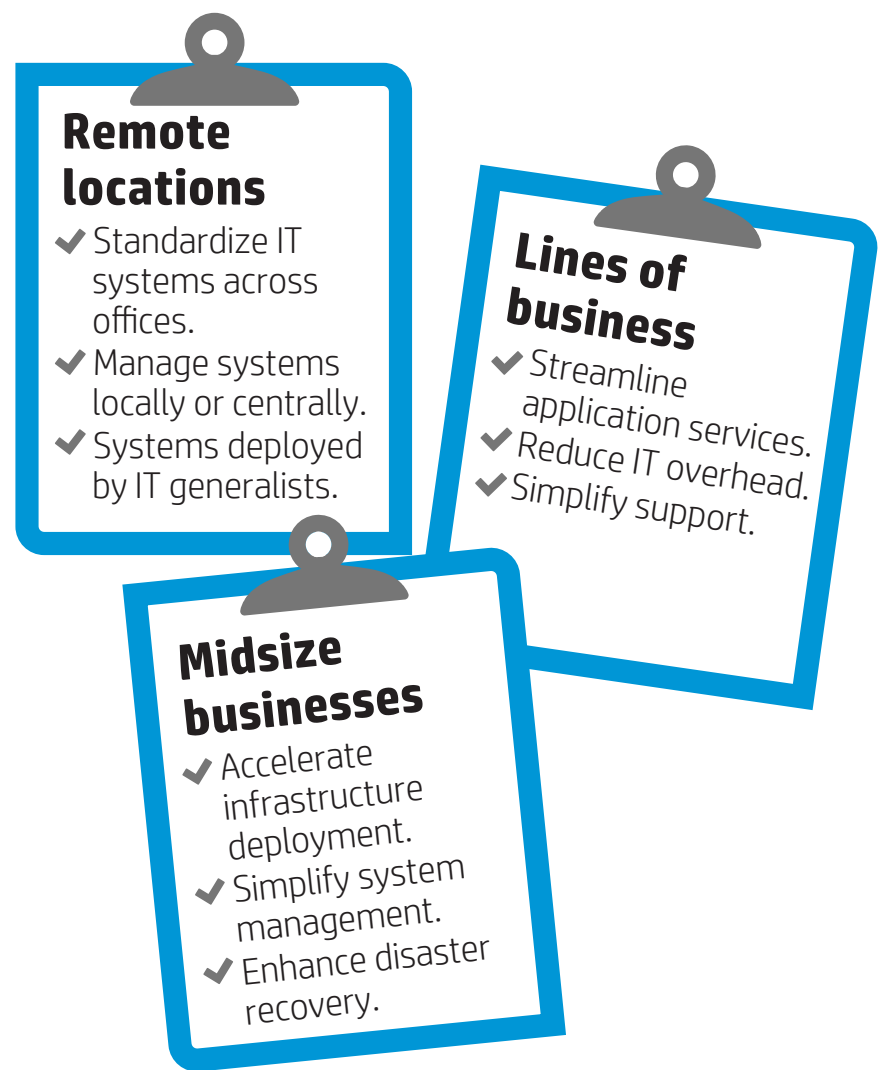 Remote
locations
Standardize IT
systems across
offices.
Manage systems
locally or centrally.
Systems deployed
by IT generalists.
Lines of
business
Streamline
application services.
Reduce IT overhead.
Simplify support.
Midsize
businesses
Accelerate
infrastructure
deployment.
Simplify system
management.
Enhance disaster
recovery.